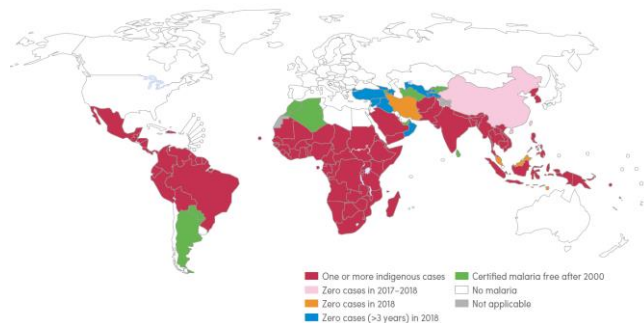 One or more indigenous cases
Zero cases in 2017–2018
Zero cases in 2018
Zero cases (>3 years) in 2018
Certified malaria free after 2000
No malaria
Not applicable